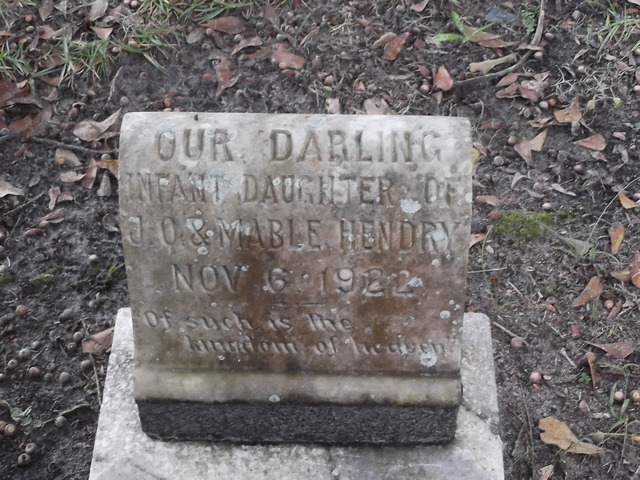 OUR DARLING
INFANT DAUGHTER OF
J.O. & MABLE HENDRY
NOV 6 1922
Of such is the
kingdom of heaven